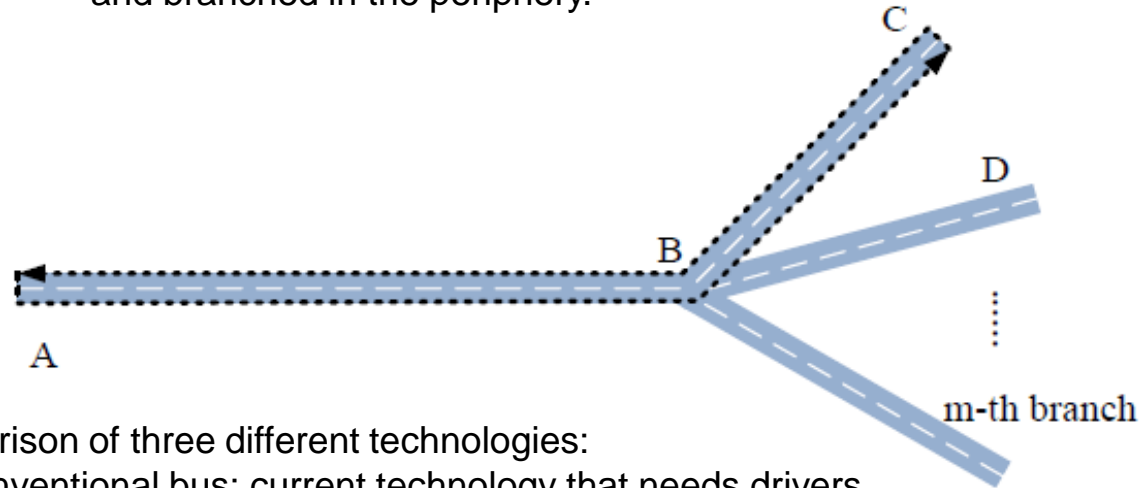 and branched in the periphery.
C
D
B
A
m-th branch
rison of three different technologies:
nventional bus: current technology that needs drivers